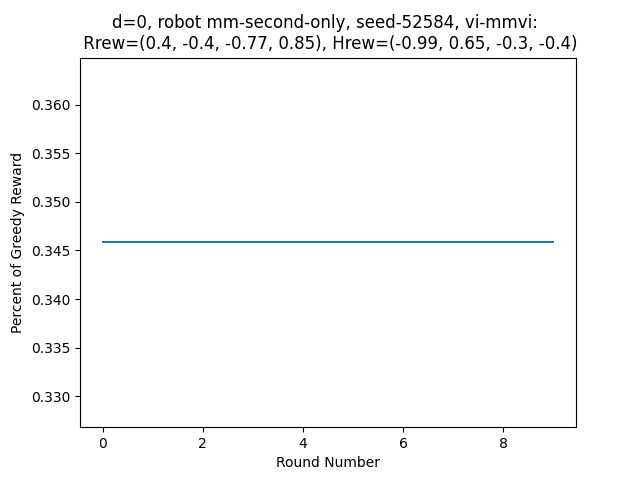 d=0, robot mm-second-only, seed-52584, vi-mmvi:
Rrew=(0.4, -0.4, -0.77, 0.85), Hrew=(-0.99, 0.65, -0.3, -0.4)
0.360
0.355
0.350
0.345
0.340
0.335
0.330
Percent of Greedy Reward
0 2 4 6 8
Round Number